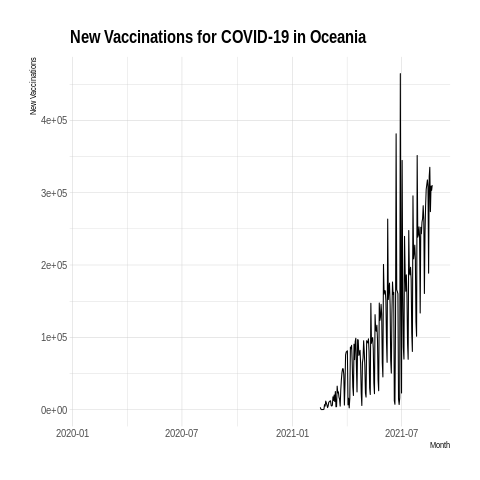 New Vaccinations for COVID-19 in Oceania
New Vaccinations
4e+05
3e+05
2e+05
1e+05
0e+00
2020-01 2020-07 2021-01 2021-07
Month